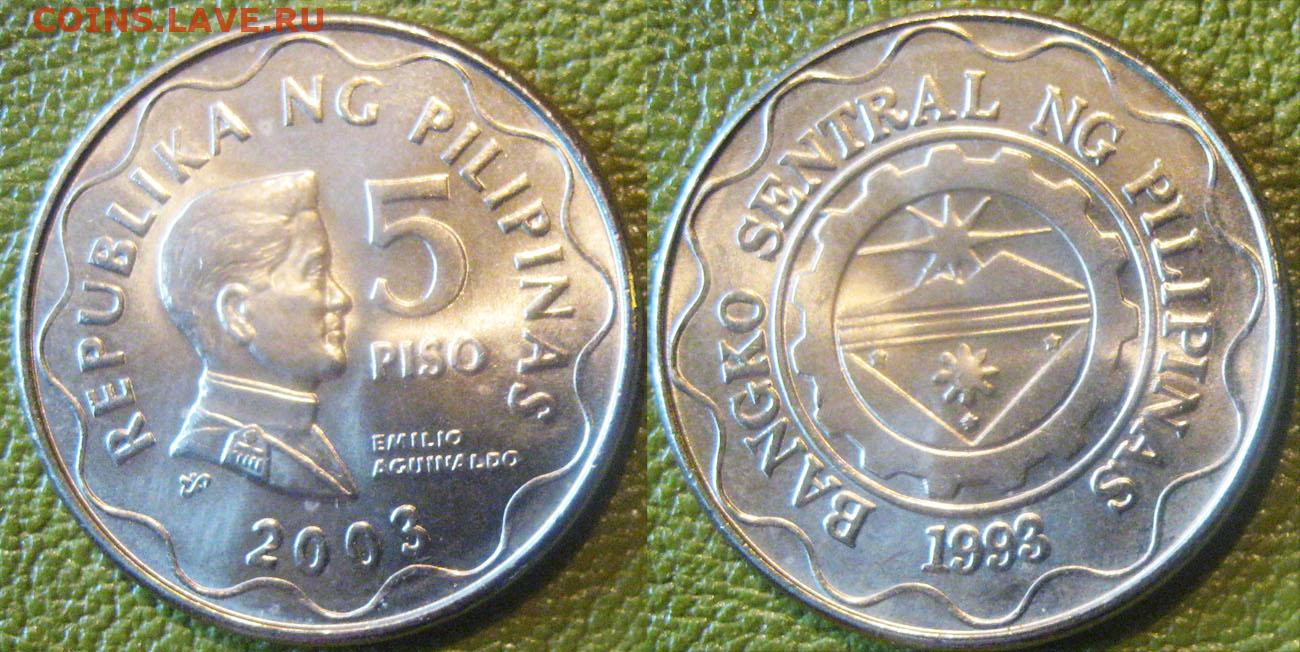 COINS.LAVE.RU
REPUBLIKA NG PILIPINAS
5
PISO
EMILIO
AGUINALDO
2003
BANGKO SENTRAL NG PILIPINAS
1993